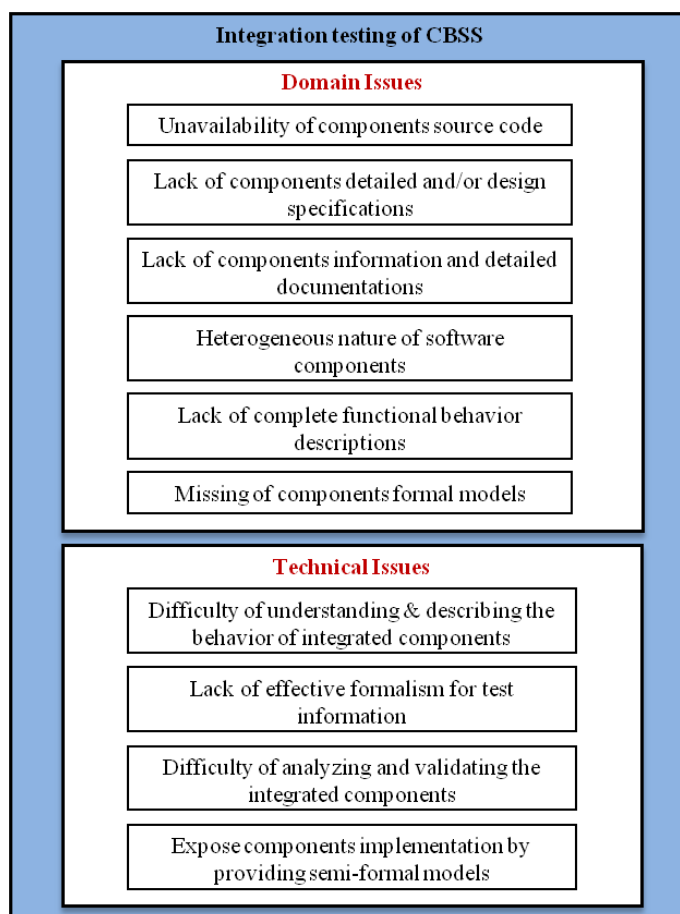 Integration testing of CBSS
Domain Issues
Unavailability of components source code
Lack of components detailed and/or design
specifications
Lack of components information and detailed
documentations
Heterogeneous nature of software
components
Lack of complete functional behavior
descriptions
Missing of components formal models
Technical Issues
Difficulty of understanding & describing the
behavior of integrated components
Lack of effective formalism for test
information
Difficulty of analyzing and validating the
integrated components
Expose components implementation by
providing semi-formal models